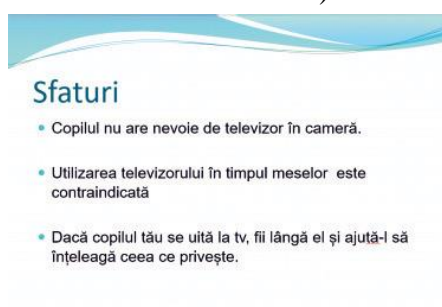 Sfaturi
Copilul nu are nevoie de televizor în cameră.
Utilizarea televizorului în timpul meselor este
contraindicată
Dacă copilul tău se uită la tv, fii lângă el și ajută-l să
înțeleagă ceea ce privește.